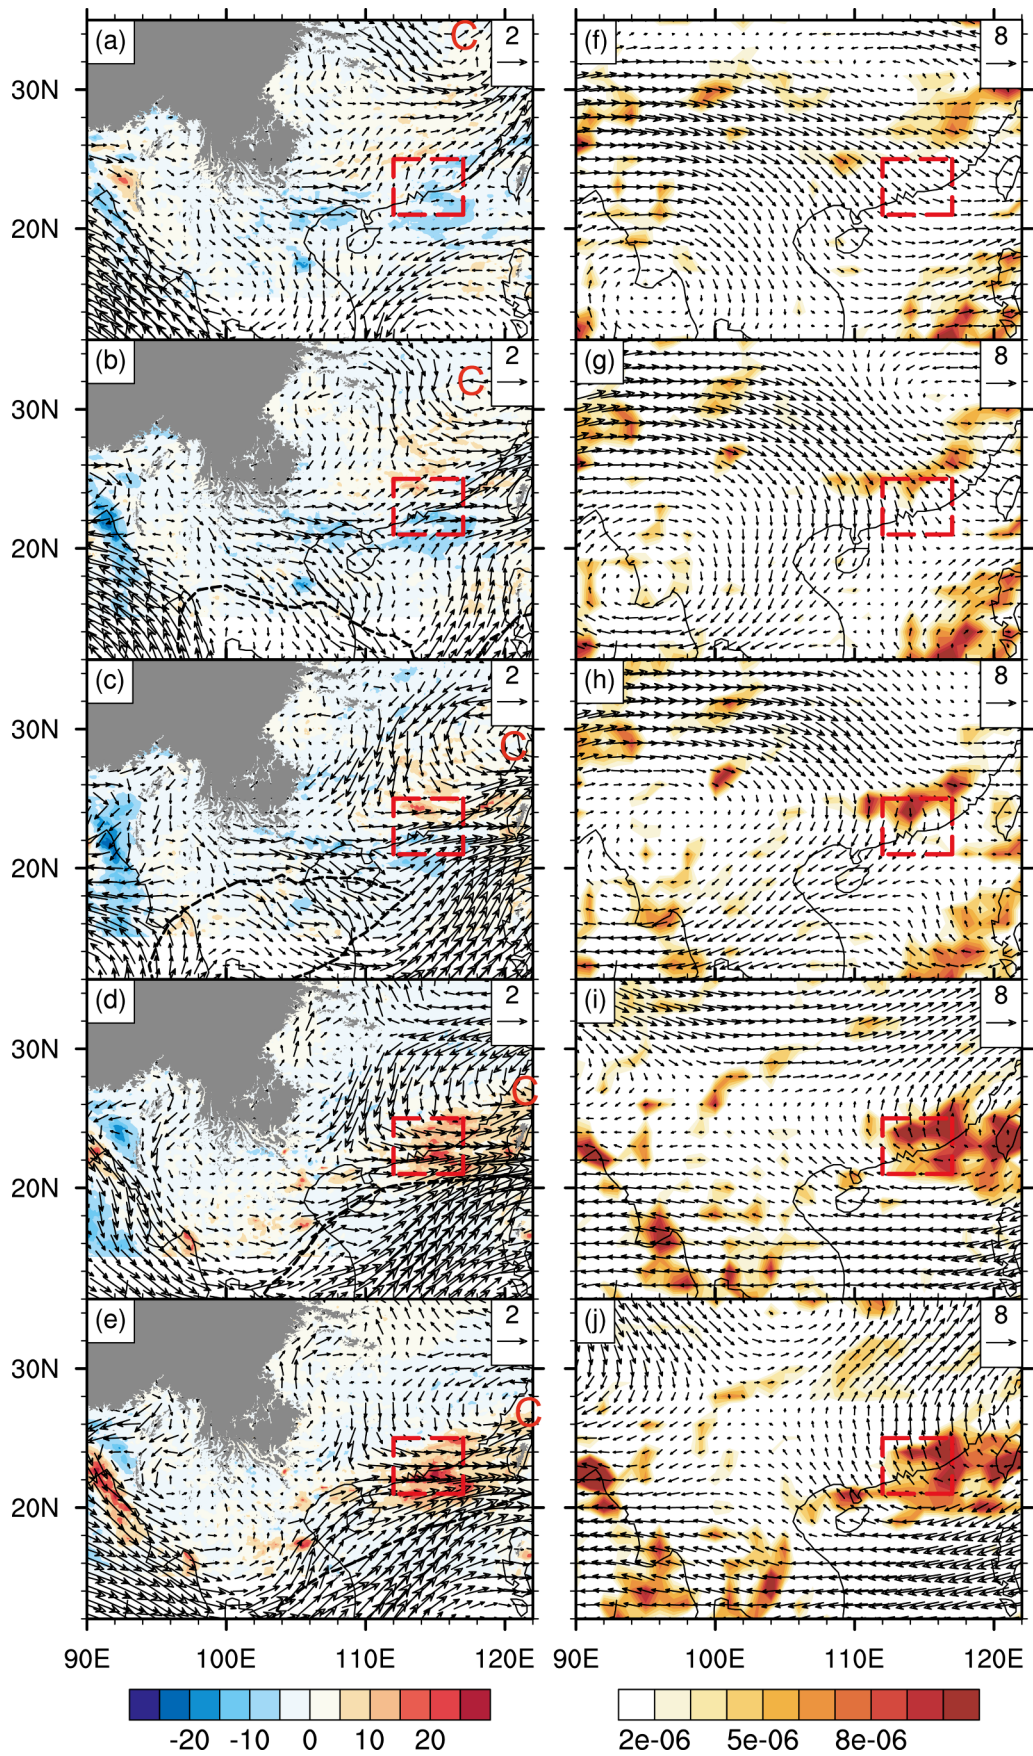 (a) C 2 (f) 8
30N
20N
(b) C 2 (g) 8
30N
20N
(c) C 2 (h) 8
30N
20N
(d) C 2 (i) 8
30N
20N
(e) C 2 (j) 8
30N
20N
90E 100E 110E 120E 90E 100E 110E 120E
-20 -10 0 10 20 2e-06 5e-06 8e-06